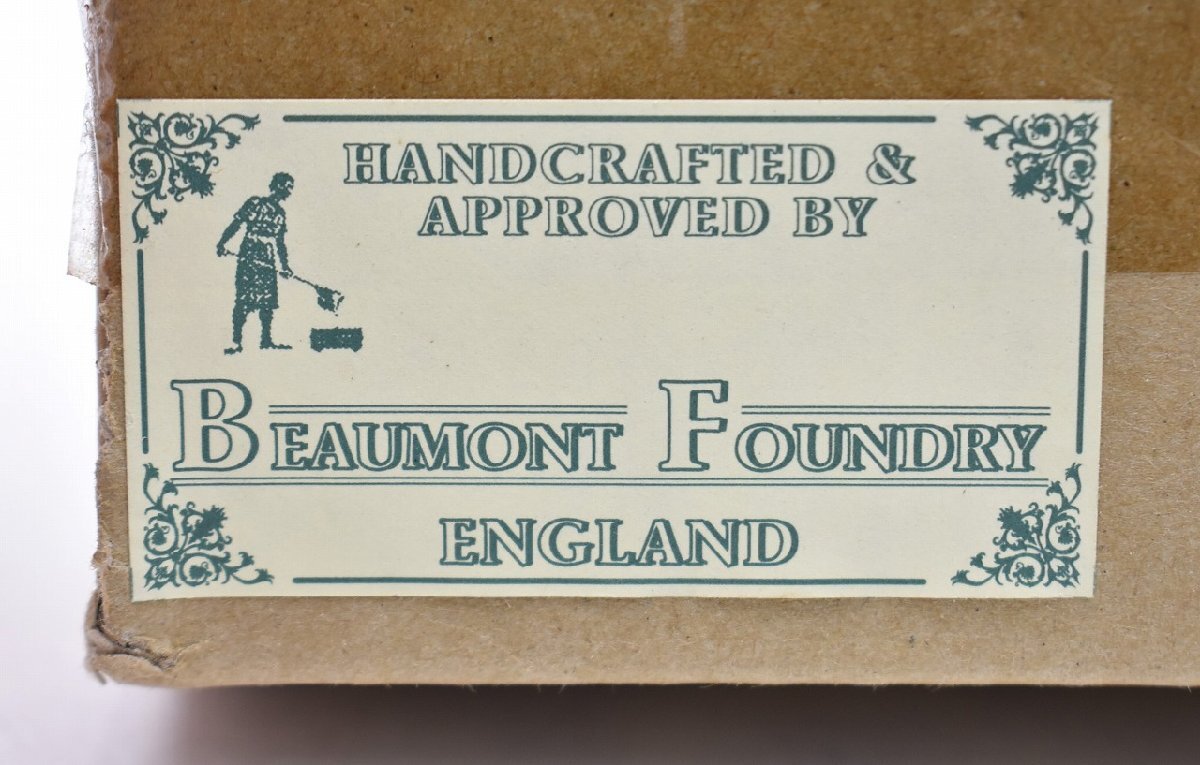 HANDCRAFTED &
APPROVED BY
BEAUMONT FOUNDRY
ENGLAND